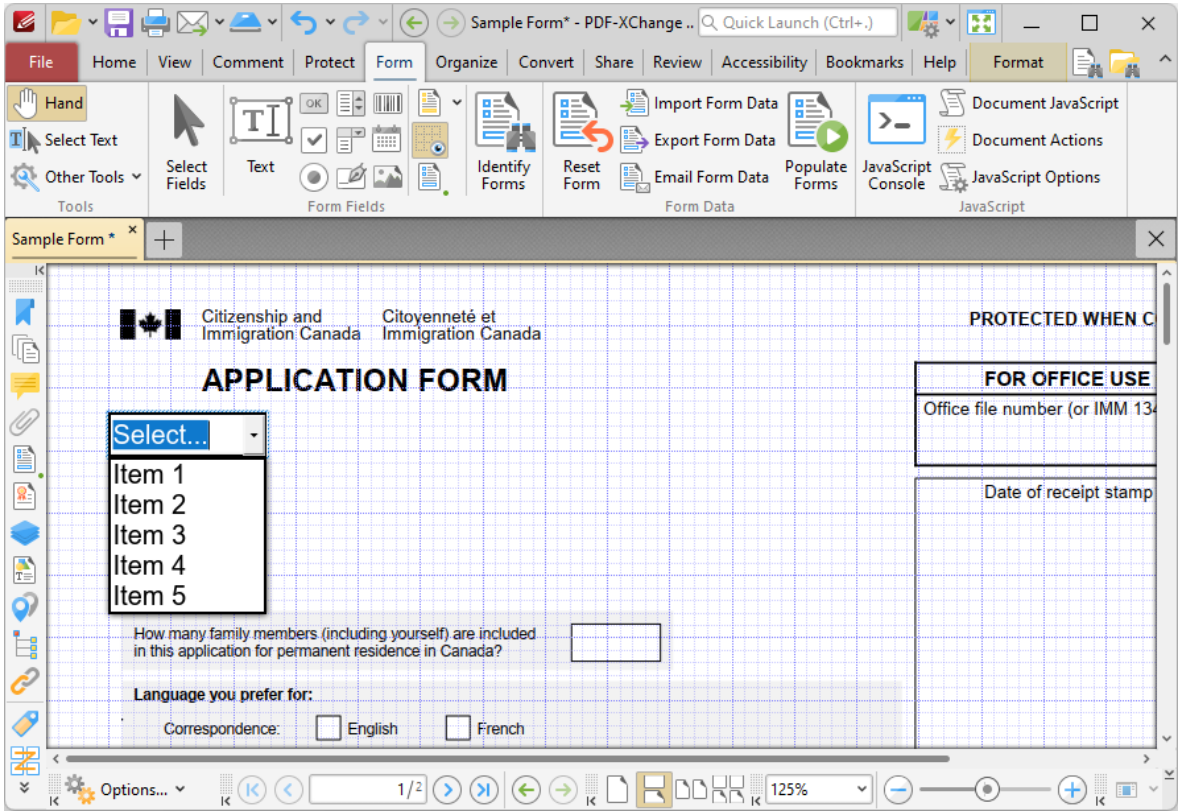 Sample Form* - PDF-XChange ..
Quick Launch (Ctrl+.)
File Home View Comment Protect Form Organize Convert Share Review Accessibility Bookmarks Help Format
Hand
Select Text
Other Tools
Tools
Select
Fields
Text
OK
Form Fields
Identify
Forms
Reset
Form
Import Form Data
Export Form Data
Email Form Data
Populate
Forms
Form Data
JavaScript
Console
Document JavaScript
Document Actions
JavaScript Options
JavaScript
Sample Form *
Citizenship and
Immigration Canada
Citoyenneté et
Immigration Canada
PROTECTED WHEN C
APPLICATION FORM
FOR OFFICE USE
Office file number (or IMM 134
Date of receipt stamp
Select...
Item 1
Item 2
Item 3
Item 4
Item 5
How many family members (including yourself) are included
in this application for permanent residence in Canada?
Language you prefer for:
Correspondence: English French
Options... 1/2 125%